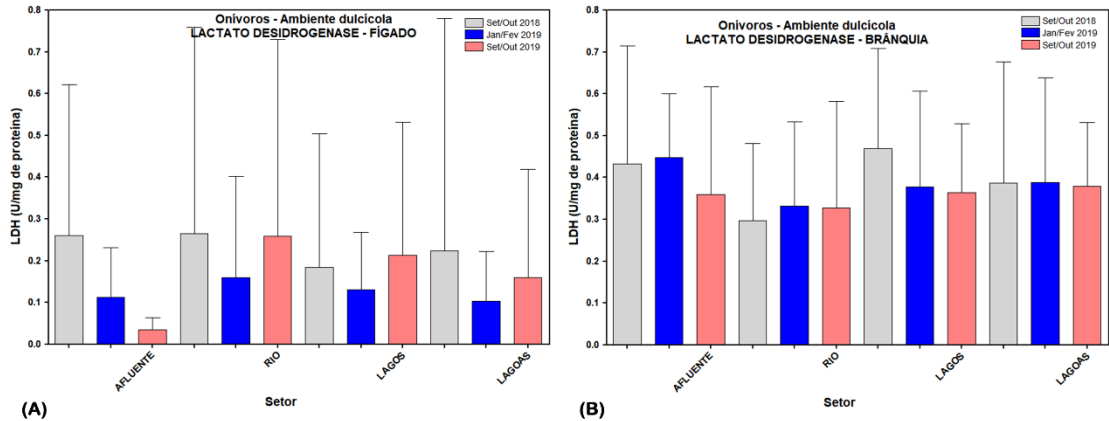 Onívoros - Ambiente dulcícola
LACTATO DESIDROGENASE - FÍGADO
Set/Out 2018
Jan/Fev 2019
Set/Out 2019
LDH (U/mg de proteína)
0.8
0.7
0.6
0.5
0.4
0.3
0.2
0.1
0.0
AFLUENTE
RIO
LAGOS
LAGOAS
Setor
(A)
Onívoros - Ambiente dulcícola
LACTATO DESIDROGENASE - BRÂNQUIA
Set/Out 2018
Jan/Fev 2019
Set/Out 2019
LDH (U/mg de proteína)
0.8
0.7
0.6
0.5
0.4
0.3
0.2
0.1
0.0
AFLUENTE
RIO
LAGOS
LAGOAS
Setor
(B)